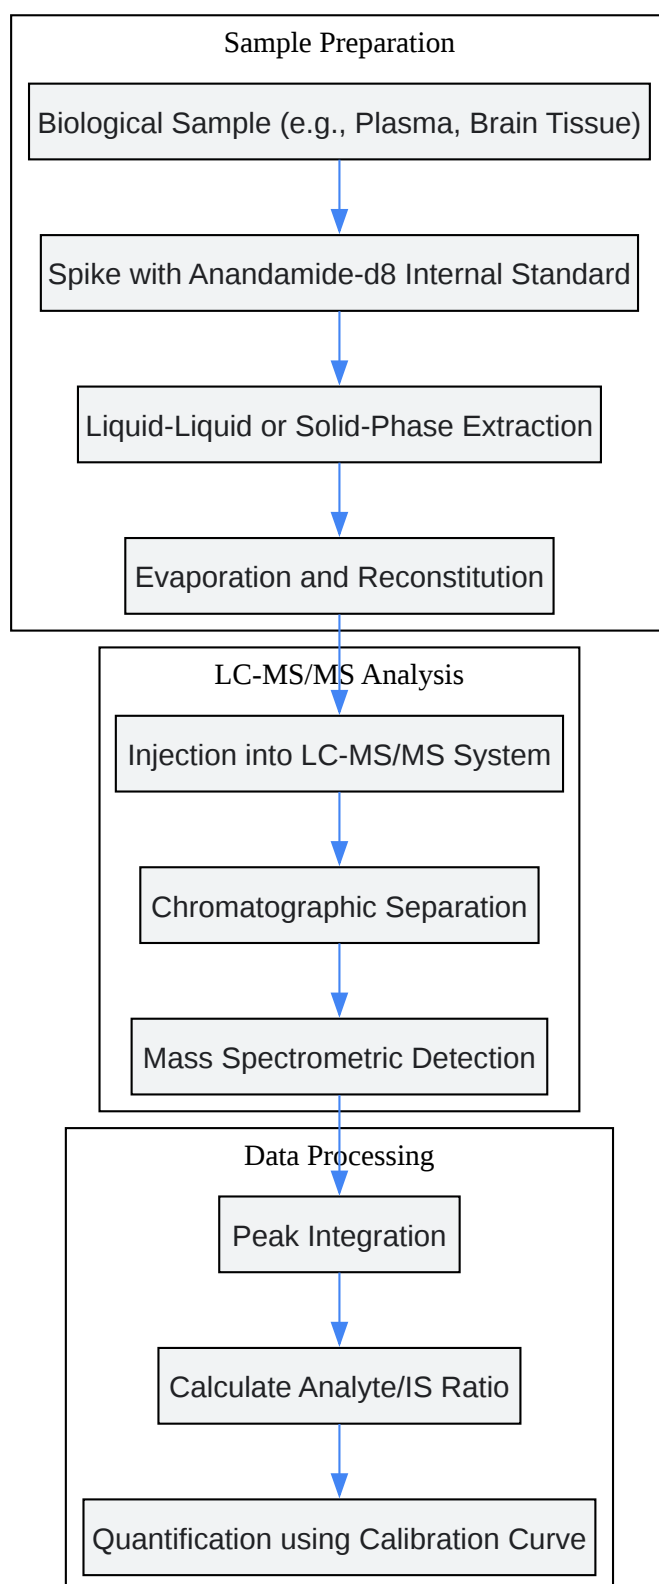 Sample Preparation
Biological Sample (e.g., Plasma, Brain Tissue)
Spike with Anandamide-d8 Internal Standard
Liquid-Liquid or Solid-Phase Extraction
Evaporation and Reconstitution
LC-MS/MS Analysis
Injection into LC-MS/MS System
Chromatographic Separation
Mass Spectrometric Detection
Data Processing
Peak Integration
Calculate Analyte/IS Ratio
Quantification using Calibration Curve